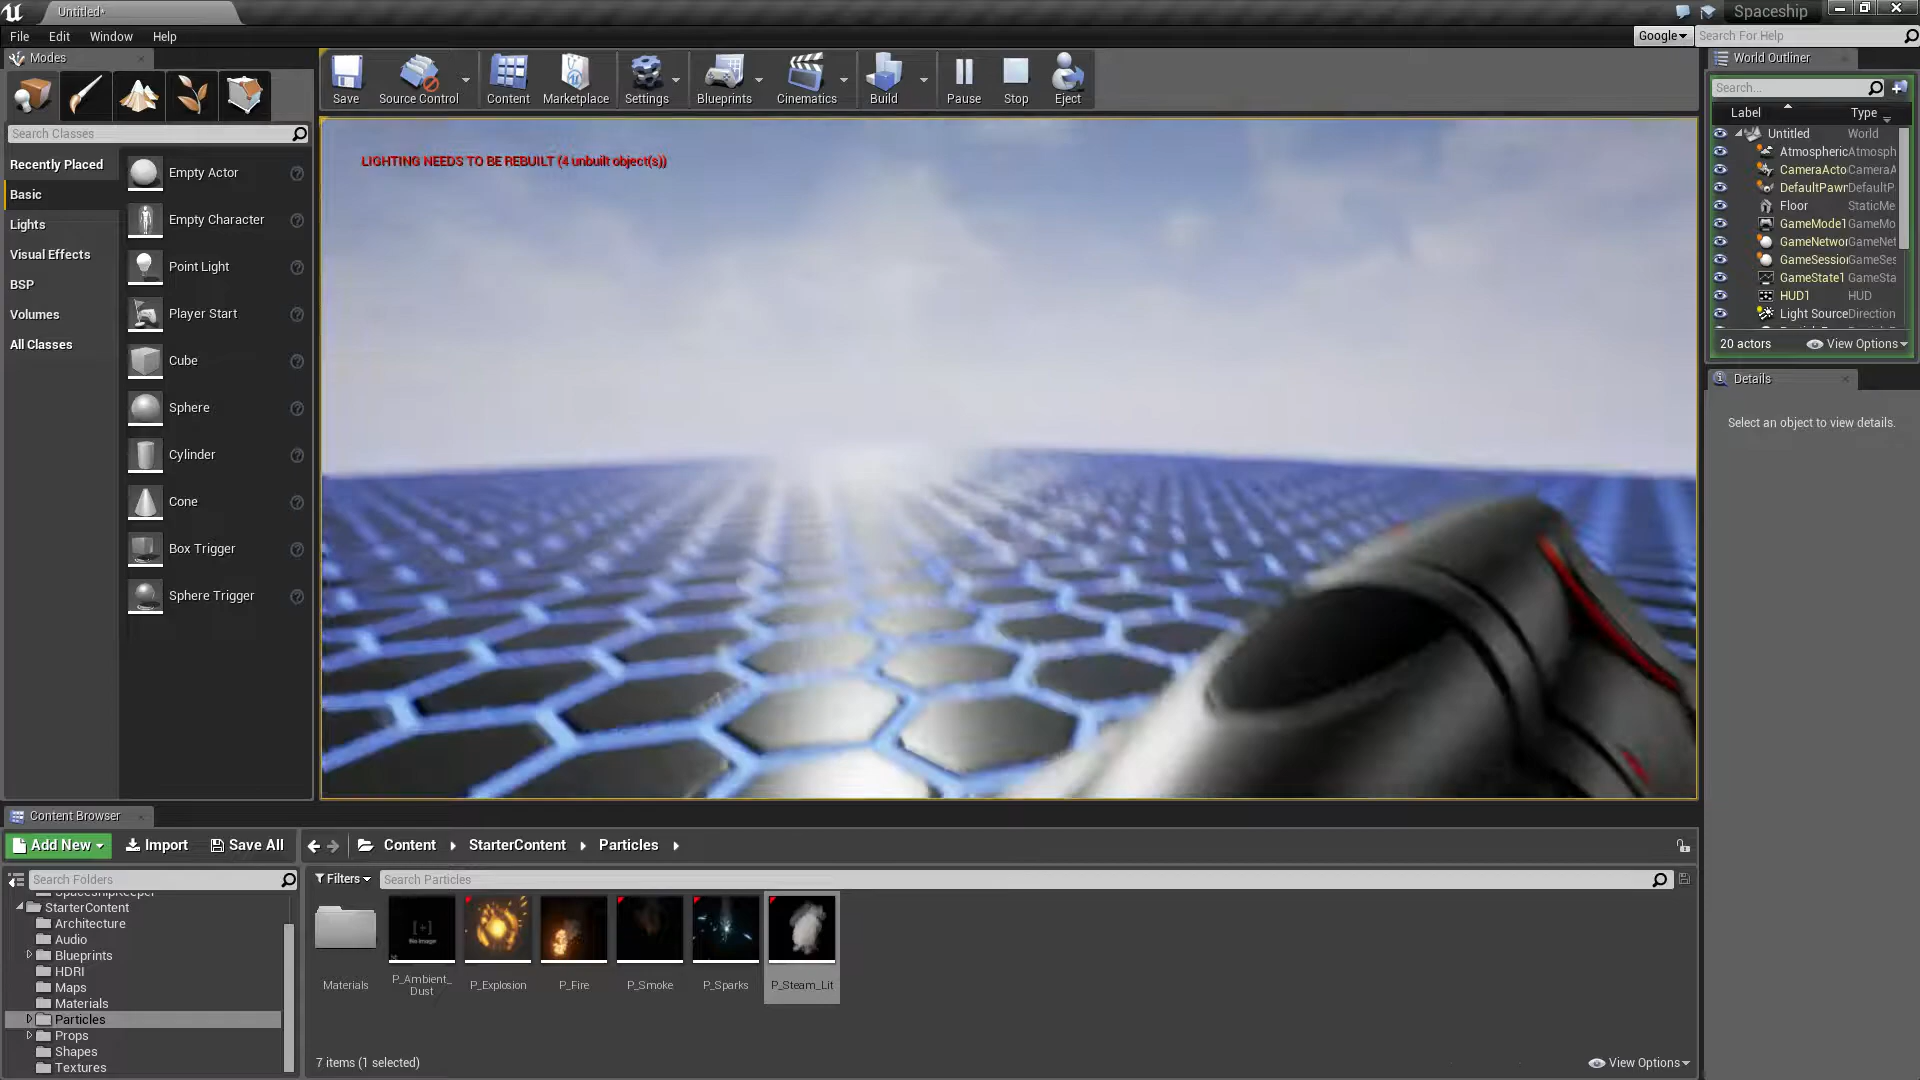 Untitled*
Spaceship
File Edit Window Help
Google
Search For Help
Modes
Save
Source Control
Content
Marketplace
Settings
Blueprints
Cinematics
Build
Pause
Stop
Eject
World Outliner
Search...
Label Type
Untitled World
Atmospheric Atmosph
CameraActo CameraA
DefaultPawn DefaultP
Floor StaticMe
GameMode1 GameMo
GameNetwor GameNet
GameSession GameSes
GameState1 GameSta
HUD1 HUD
Light Source Direction
20 actors
View Options
Details
Select an object to view details.
Search Classes
Recently Placed
Basic
Lights
Visual Effects
BSP
Volumes
All Classes
Empty Actor
Empty Character
Point Light
Player Start
Cube
Sphere
Cylinder
Cone
Box Trigger
Sphere Trigger
LIGHTING NEEDS TO BE REBUILT (4 unbuilt object(s))
Content Browser
Add New
Import
Save All
Content
StarterContent
Particles
Search Folders
SpaceshipKeeper
StarterContent
Architecture
Audio
Blueprints
HDRI
Maps
Materials
Particles
Props
Shapes
Textures
Filters
Search Particles
No Image
Materials
P_Ambient_
Dust
P_Explosion
P_Fire
P_Smoke
P_Sparks
P_Steam_Lit
7 items (1 selected)
View Options